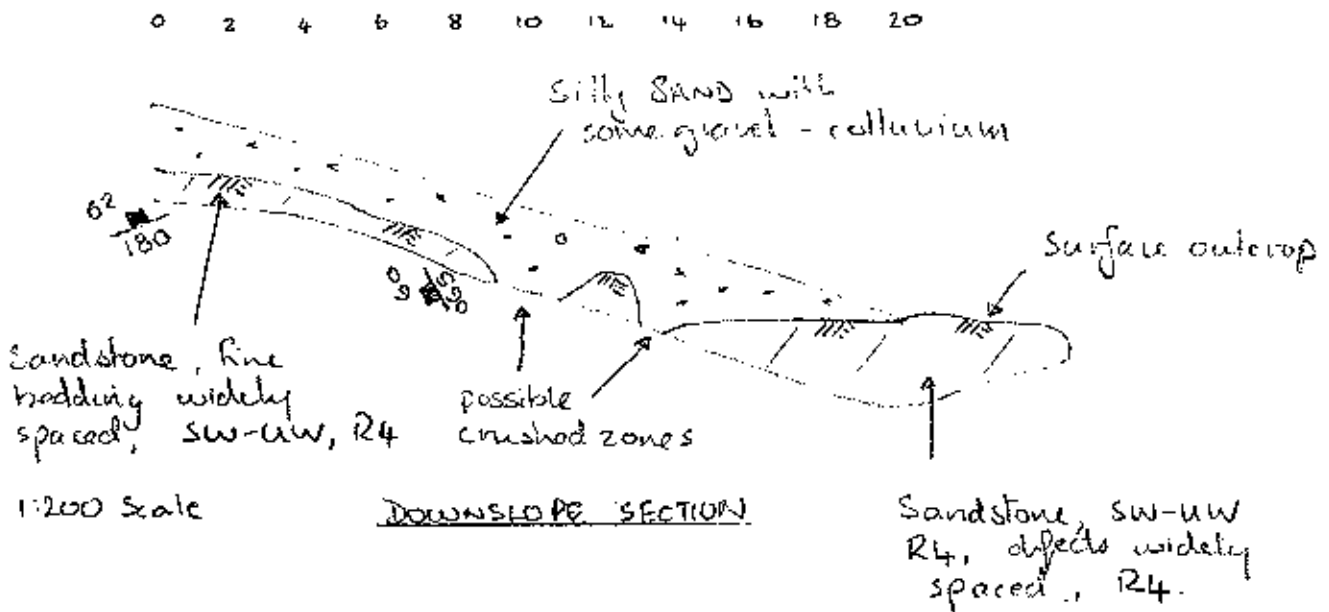 0 2 4 6 8 10 12 14 16 18 20
Silty SAND with
some gravel - colluvium
Surface outcrop
62
180
60
090
Sandstone, fine
bedding widely
spaced, SW-UW, R4
possible
crushed zones
1:200 Scale
DOWNSLOPE SECTION
Sandstone, SW-UW
R4, defects widely
spaced, R4.